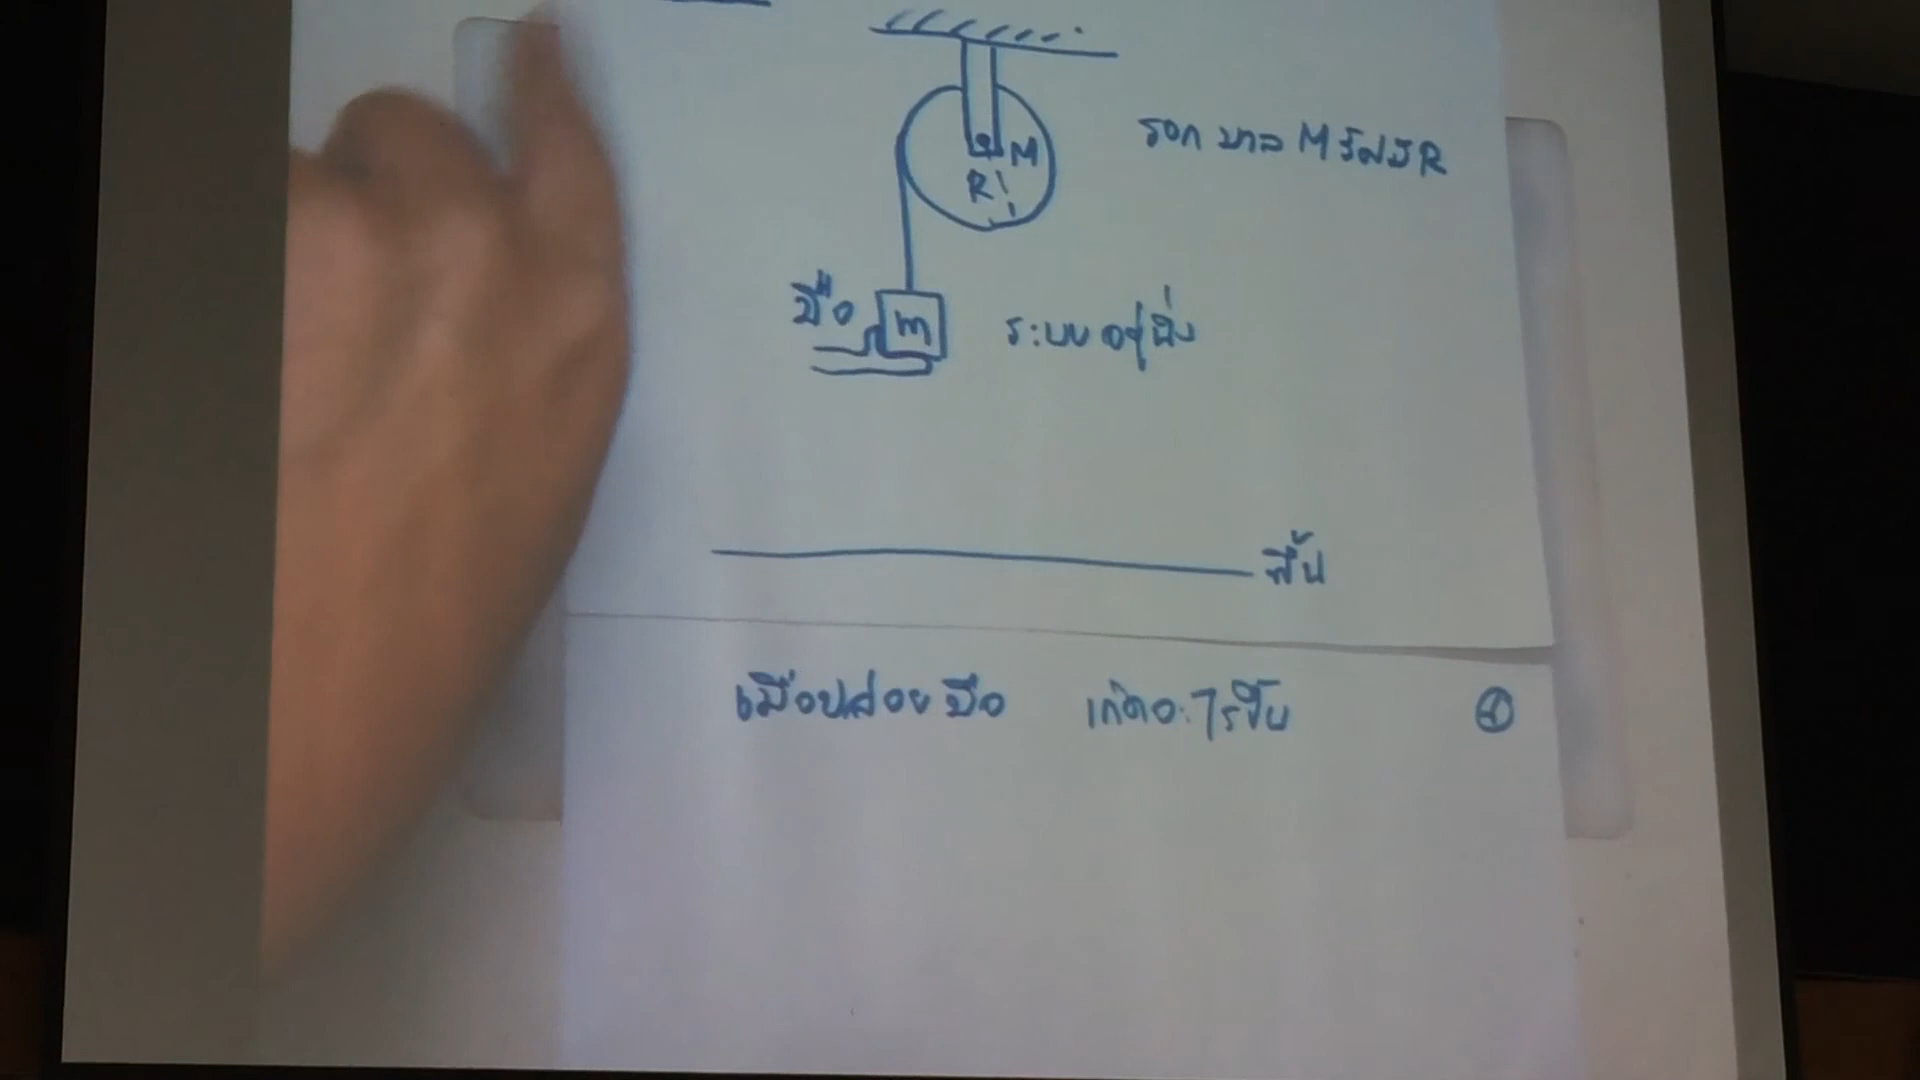 M
รอก มวล M รัศมี R
R
มือ
m
ระบบอยู่นิ่ง
พื้น
เมื่อปล่อยมือ เกิดอะไรขึ้น